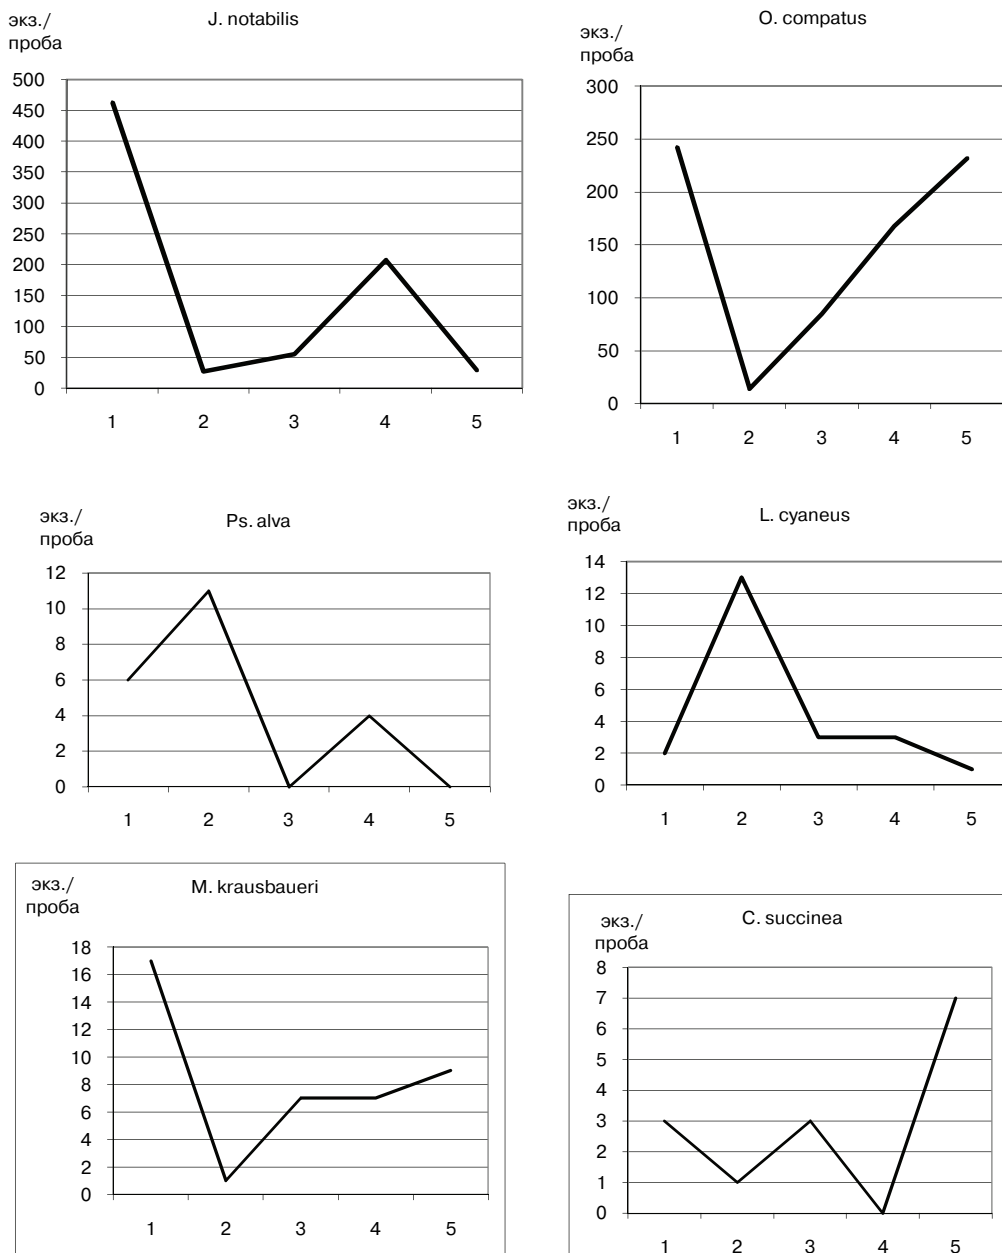 J. notabilis
экз./
проба
500
450
400
350
300
250
200
150
100
50
0
1 2 3 4 5
O. compatus
экз./
проба
300
250
200
150
100
50
0
1 2 3 4 5
Ps. alva
экз./
проба
12
10
8
6
4
2
0
1 2 3 4 5
L. cyaneus
экз./
проба
14
12
10
8
6
4
2
0
1 2 3 4 5
M. krausbaueri
экз./
проба
18
16
14
12
10
8
6
4
2
0
1 2 3 4 5
C. succinea
экз./
проба
8
7
6
5
4
3
2
1
0
1 2 3 4 5